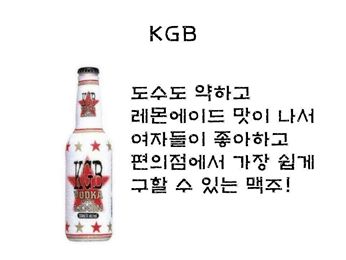 KGB
도수도 약하고
레몬에이드 맛이 나서
여자들이 좋아하고
편의점에서 가장 쉽게
구할 수 있는 맥주!
KGB
VODKA